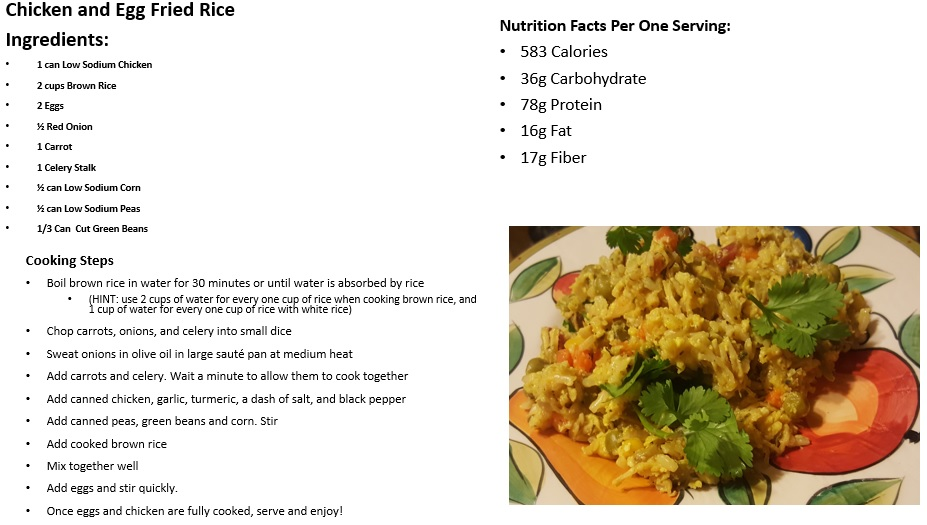 Chicken and Egg Fried Rice
Ingredients:
• 1 can Low Sodium Chicken
• 2 cups Brown Rice
• 2 Eggs
• ½ Red Onion
• 1 Carrot
• 1 Celery Stalk
• ½ can Low Sodium Corn
• ½ can Low Sodium Peas
• 1/3 Can  Cut Green Beans
Cooking Steps
• Boil brown rice in water for 30 minutes or until water is absorbed by rice
• (HINT: use 2 cups of water for every one cup of rice when cooking brown rice, and
1 cup of water for every one cup of rice with white rice)
• Chop carrots, onions, and celery into small dice
• Sweat onions in olive oil in large sauté pan at medium heat
• Add carrots and celery. Wait a minute to allow them to cook together
• Add canned chicken, garlic, turmeric, a dash of salt, and black pepper
• Add canned peas, green beans and corn. Stir
• Add cooked brown rice
• Mix together well
• Add eggs and stir quickly.
• Once eggs and chicken are fully cooked, serve and enjoy!
Nutrition Facts Per One Serving:
• 583 Calories
• 36g Carbohydrate
• 78g Protein
• 16g Fat
• 17g Fiber